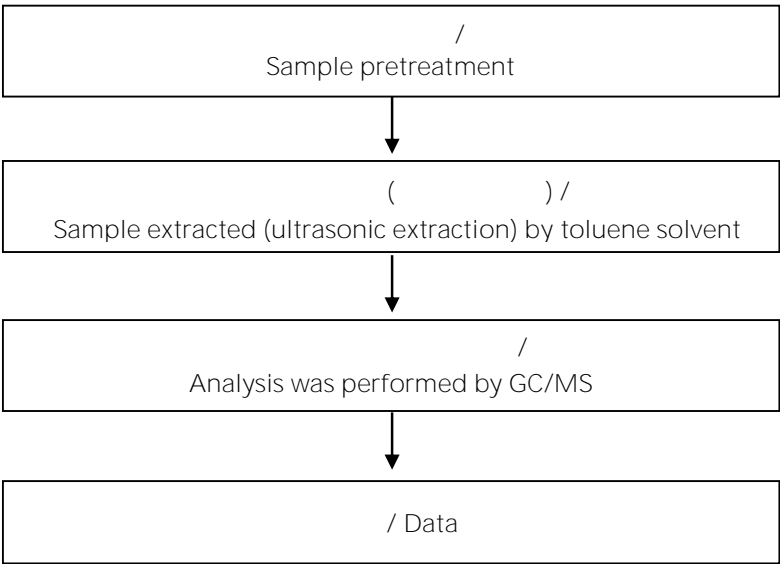 /
Sample pretreatment
( ) /
Sample extracted (ultrasonic extraction) by toluene solvent
/
Analysis was performed by GC/MS
/ Data